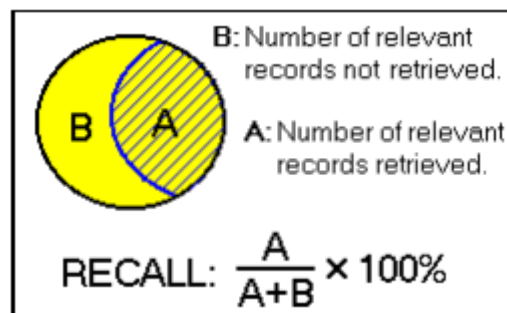 B: Number of relevant
records not retrieved.
B
A
A: Number of relevant
records retrieved.
RECALL: A
A+B × 100%